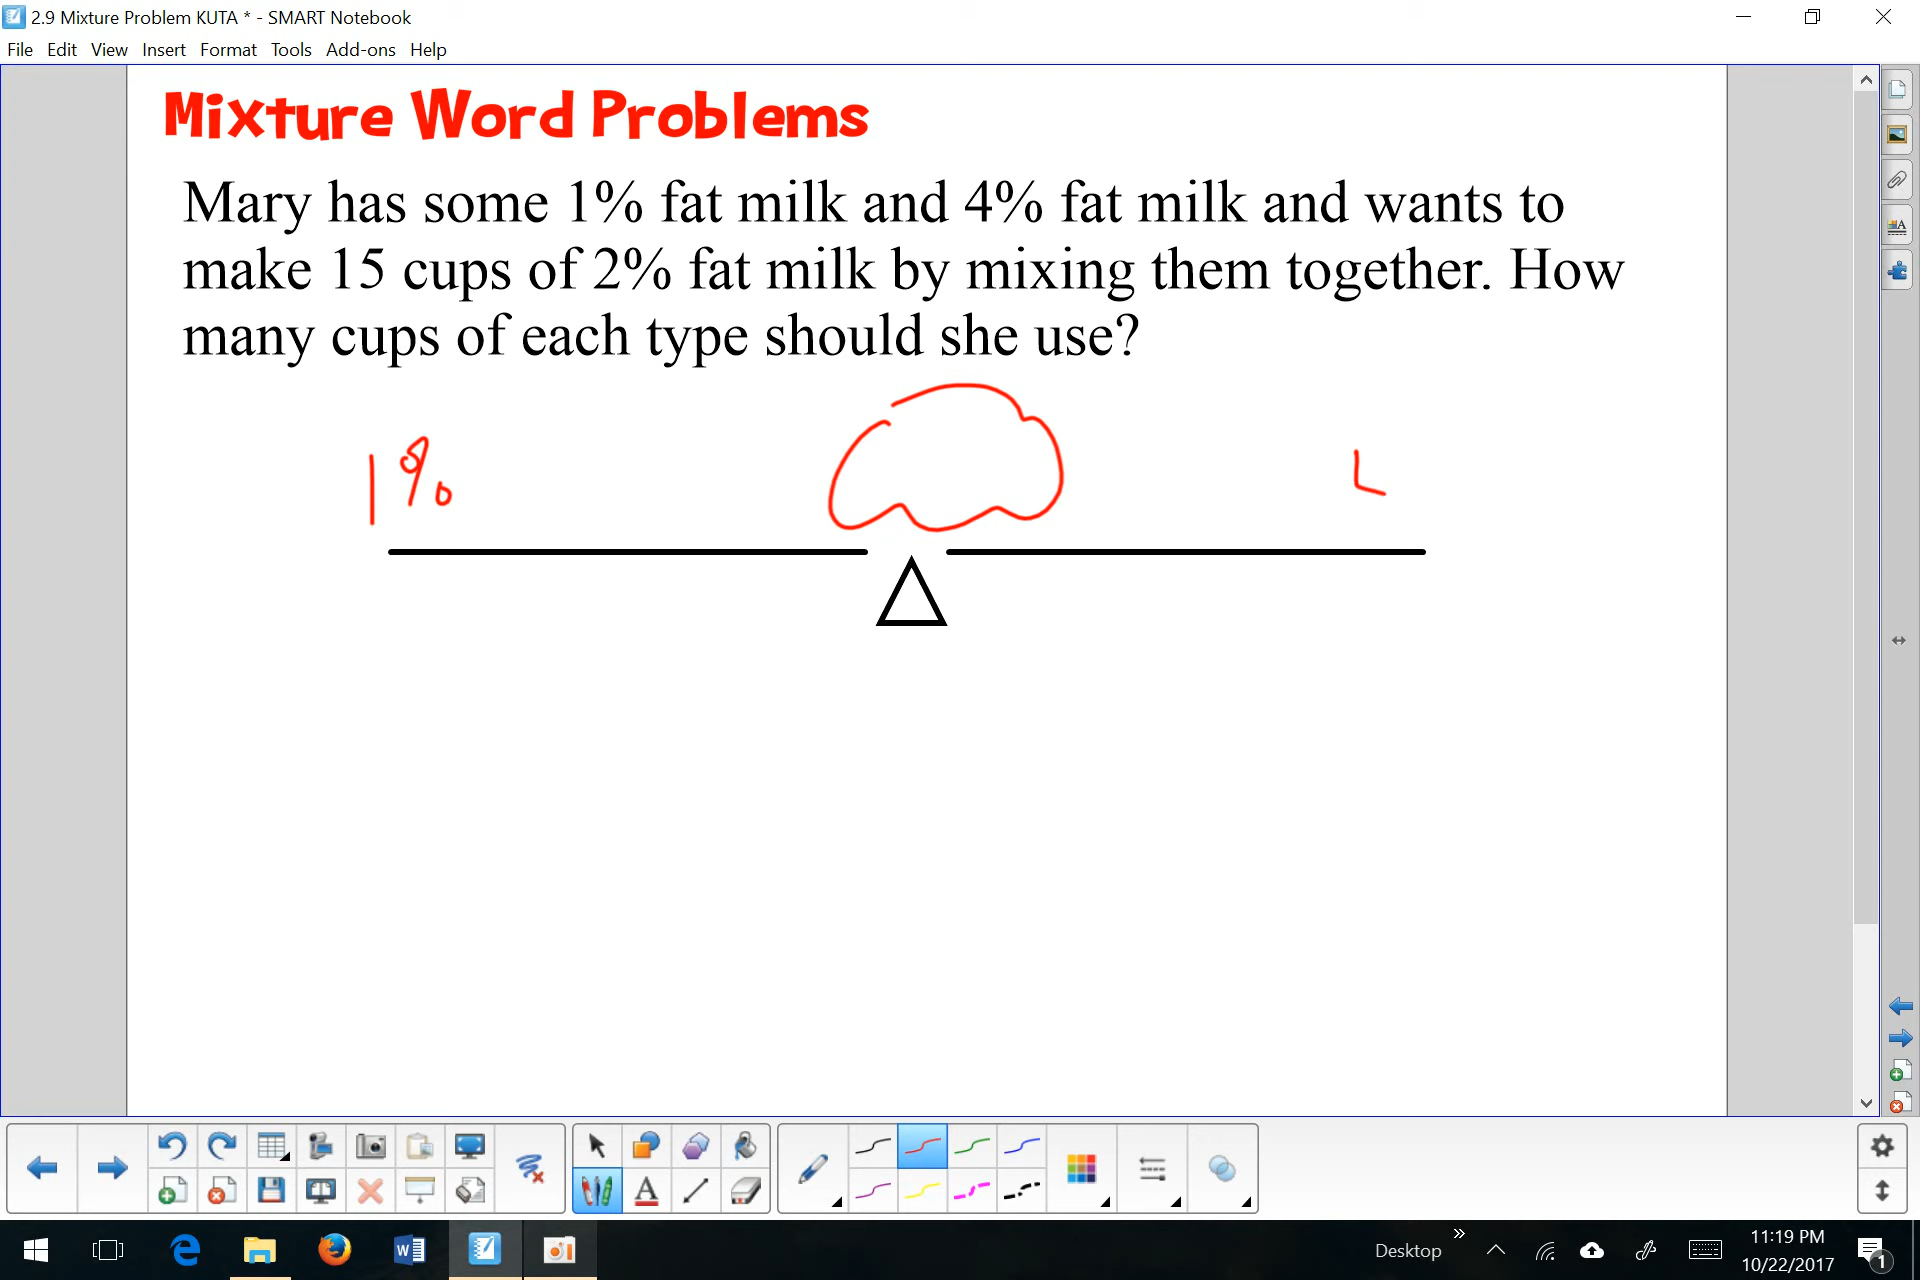 2.9 Mixture Problem KUTA * - SMART Notebook
File Edit View Insert Format Tools Add-ons Help
Mixture Word Problems
Mary has some 1% fat milk and 4% fat milk and wants to
make 15 cups of 2% fat milk by mixing them together. How
many cups of each type should she use?
1%
Desktop
11:19 PM
10/22/2017
1